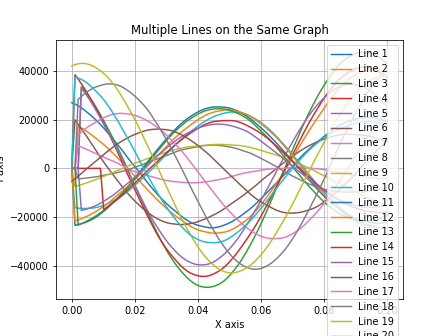 Multiple Lines on the Same Graph
40000
20000
0
−20000
−40000
0.00
0.02
0.04
0.06
X axis
Line 1
Line 2
Line 3
Line 4
Line 5
Line 6
Line 7
Line 8
Line 9
Line 10
Line 11
Line 12
Line 13
Line 14
Line 15
Line 16
Line 17
Line 18
Line 19
Line 20